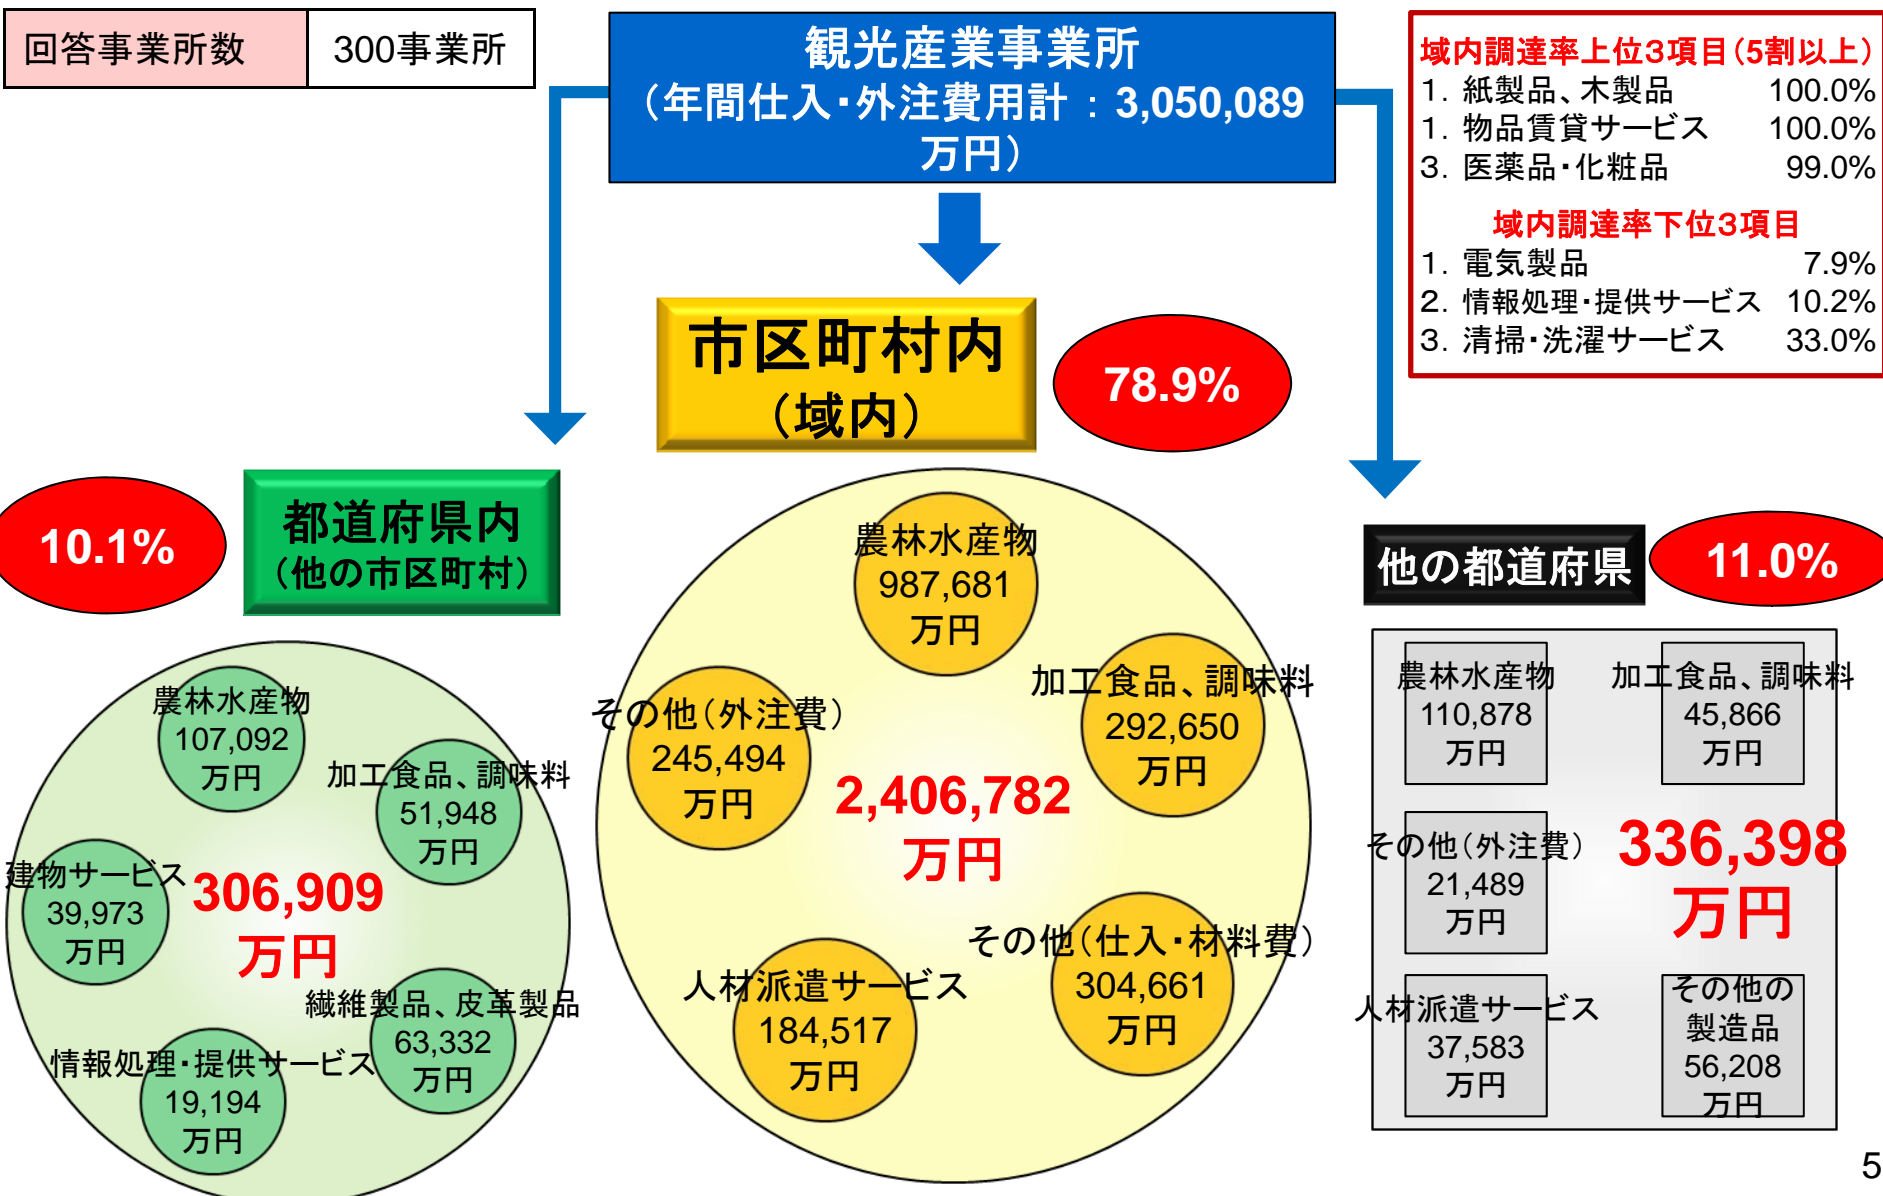 回答事業所数 300事業所
観光産業事業所
（年間仕入・外注費用計 ： 3,050,089
万円）
域内調達率上位3項目（5割以上）
1. 紙製品、木製品 100.0%
1. 物品賃貸サービス 100.0%
3. 医薬品・化粧品 99.0%
域内調達率下位3項目
1. 電気製品 7.9%
2. 情報処理・提供サービス 10.2%
3. 清掃・洗濯サービス 33.0%
市区町村内
（域内）
78.9%
10.1%
都道府県内
（他の市区町村）
他の都道府県
11.0%
農林水産物
107,092
万円
加工食品、調味料
51,948
万円
建物サービス
39,973
万円
306,909
万円
繊維製品、皮革製品
63,332
万円
情報処理・提供サービス
19,194
万円
農林水産物
987,681
万円
加工食品、調味料
292,650
万円
その他（外注費）
245,494
万円
2,406,782
万円
その他（仕入・材料費）
304,661
万円
人材派遣サービス
184,517
万円
農林水産物
110,878
万円
加工食品、調味料
45,866
万円
その他（外注費）
21,489
万円
336,398
万円
人材派遣サービス
37,583
万円
その他の
製造品
56,208
万円
5